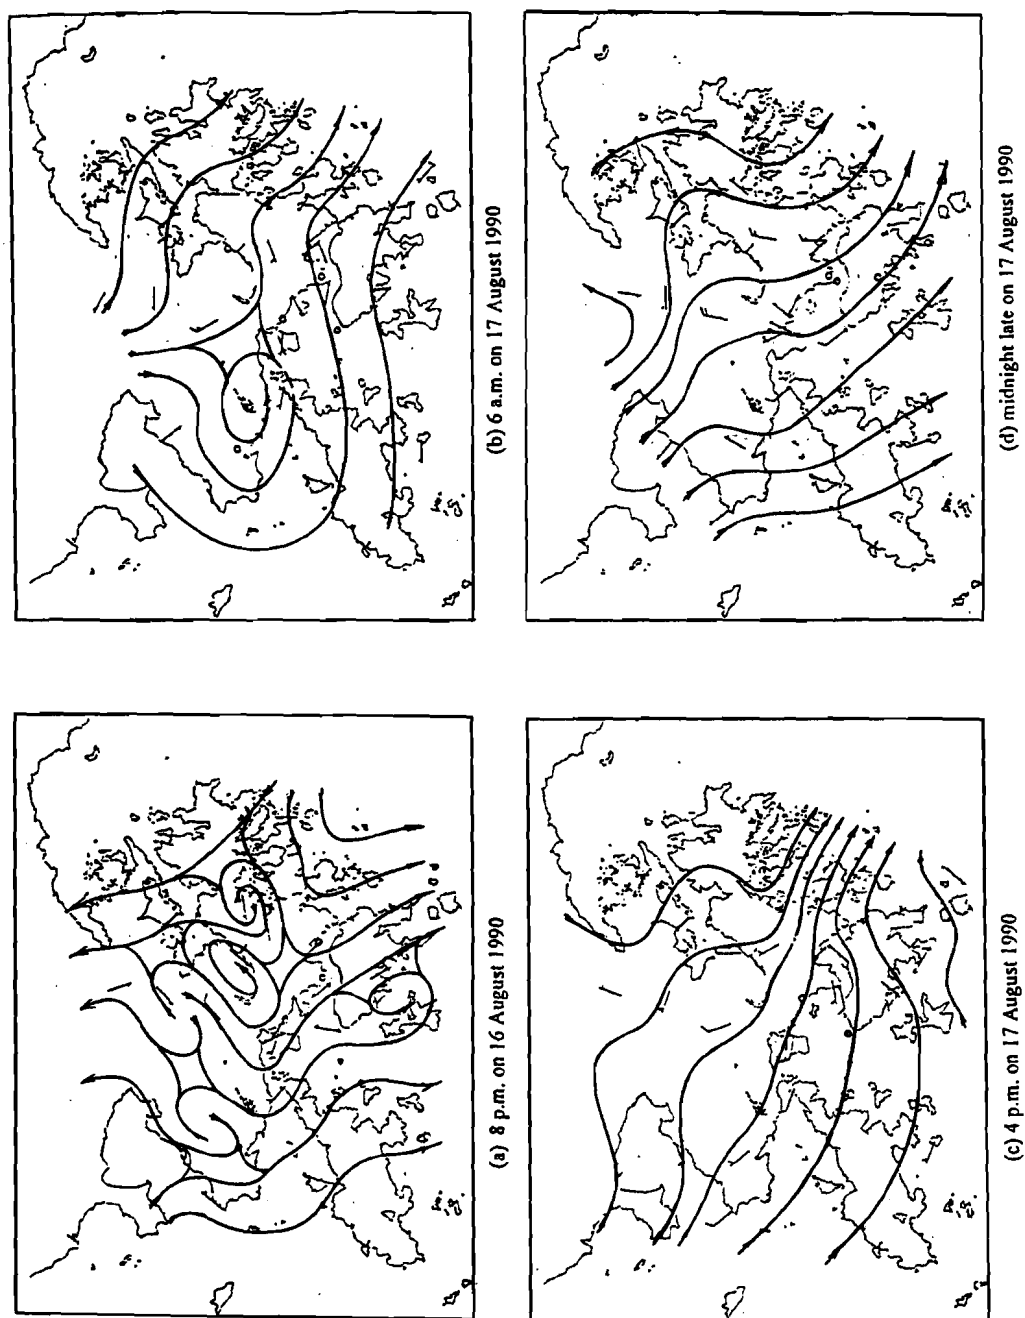 (a) 8 p.m. on 16 August 1990
(b) 6 a.m. on 17 August 1990
(c) 4 p.m. on 17 August 1990
(d) midnight late on 17 August 1990